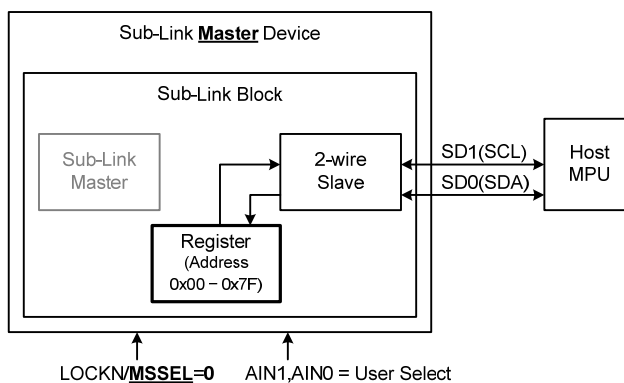 Sub-Link Master Device
Sub-Link Block
Sub-Link
Master
2-wire
Slave
SD1(SCL)
SD0(SDA)
Host
MPU
Register
(Address
0x00 – 0x7F)
LOCKN/MSSEL=0
AIN1,AIN0 = User Select